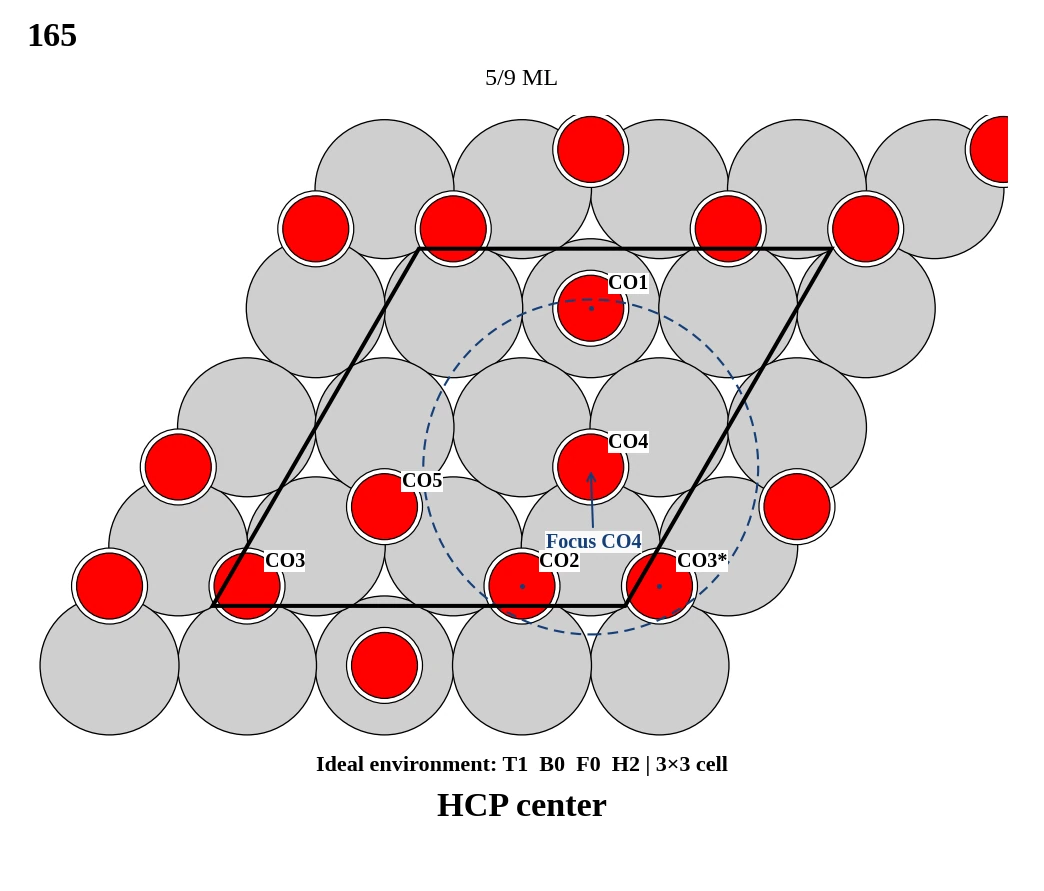 165
5/9 ML
CO1
CO4
CO5
Focus CO4
CO3
CO2
CO3*
Ideal environment: T1 B0 F0 H2 | 3×3 cell
HCP center